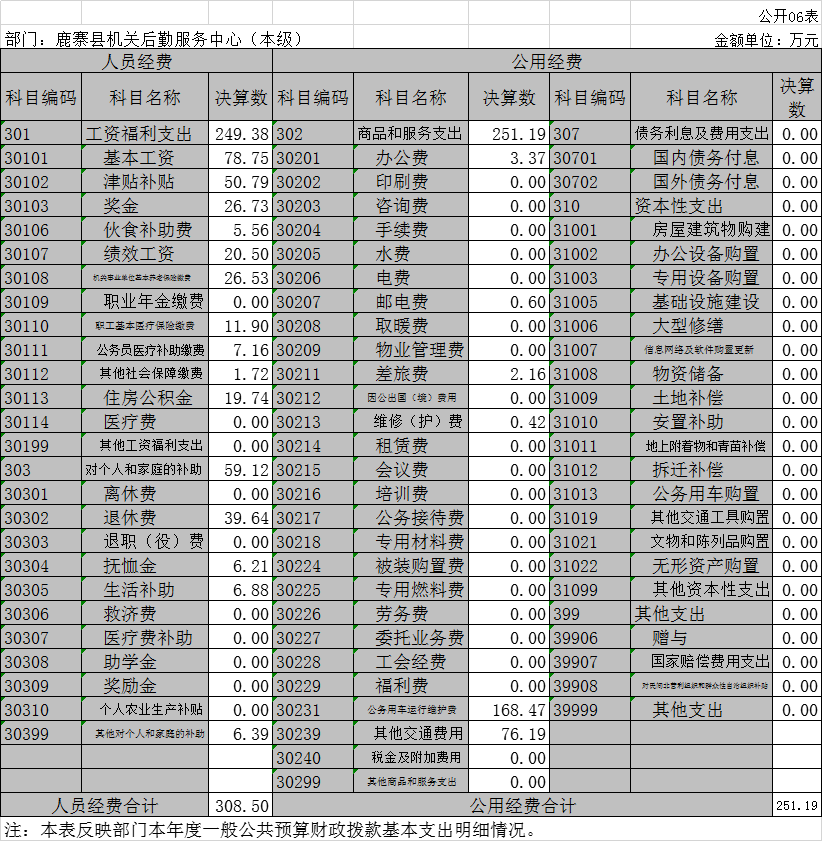 公开06表
部门：鹿寨县机关后勤服务中心（本级）
金额单位：万元
人员经费 公用经费
科目编码 科目名称 决算数 科目编码 科目名称 决算数 科目编码 科目名称 决算数
301 工资福利支出 249.38 302 商品和服务支出 251.19 307 债务利息及费用支出 0.00
30101 基本工资 78.75 30201 办公费 3.37 30701 国内债务付息 0.00
30102 津贴补贴 50.79 30202 印刷费 0.00 30702 国外债务付息 0.00
30103 奖金 26.73 30203 咨询费 0.00 310 资本性支出 0.00
30106 伙食补助费 5.56 30204 手续费 0.00 31001 房屋建筑物购建 0.00
30107 绩效工资 20.50 30205 水费 0.00 31002 办公设备购置 0.00
30108 机关事业单位基本养老保险缴费 26.53 30206 电费 0.00 31003 专用设备购置 0.00
30109 职业年金缴费 0.00 30207 邮电费 0.60 31005 基础设施建设 0.00
30110 职工基本医疗保险缴费 11.90 30208 取暖费 0.00 31006 大型修缮 0.00
30111 公务员医疗补助缴费 7.16 30209 物业管理费 0.00 31007 信息网络及软件购置更新 0.00
30112 其他社会保障缴费 1.72 30211 差旅费 2.16 31008 物资储备 0.00
30113 住房公积金 19.74 30212 因公出国（境）费用 0.00 31009 土地补偿 0.00
30114 医疗费 0.00 30213 维修（护）费 0.42 31010 安置补助 0.00
30199 其他工资福利支出 0.00 30214 租赁费 0.00 31011 地上附着物和青苗补偿 0.00
303 对个人和家庭的补助 59.12 30215 会议费 0.00 31012 拆迁补偿 0.00
30301 离休费 0.00 30216 培训费 0.00 31013 公务用车购置 0.00
30302 退休费 39.64 30217 公务接待费 0.00 31019 其他交通工具购置 0.00
30303 退职（役）费 0.00 30218 专用材料费 0.00 31021 文物和陈列品购置 0.00
30304 抚恤金 6.21 30224 被装购置费 0.00 31022 无形资产购置 0.00
30305 生活补助 6.88 30225 专用燃料费 0.00 31099 其他资本性支出 0.00
30306 救济费 0.00 30226 劳务费 0.00 399 其他支出 0.00
30307 医疗费补助 0.00 30227 委托业务费 0.00 39906 赠与 0.00
30308 助学金 0.00 30228 工会经费 0.00 39907 国家赔偿费用支出 0.00
30309 奖励金 0.00 30229 福利费 0.00 39908 对民间非营利组织和群众性自治组织补贴 0.00
30310 个人农业生产补贴 0.00 30231 公务用车运行维护费 168.47 39999 其他支出 0.00
30399 其他对个人和家庭的补助 6.39 30239 其他交通费用 76.19
30240 税金及附加费用 0.00
30299 其他商品和服务支出 0.00
人员经费合计 308.50 公用经费合计 251.19
注：本表反映部门本年度一般公共预算财政拨款基本支出明细情况。